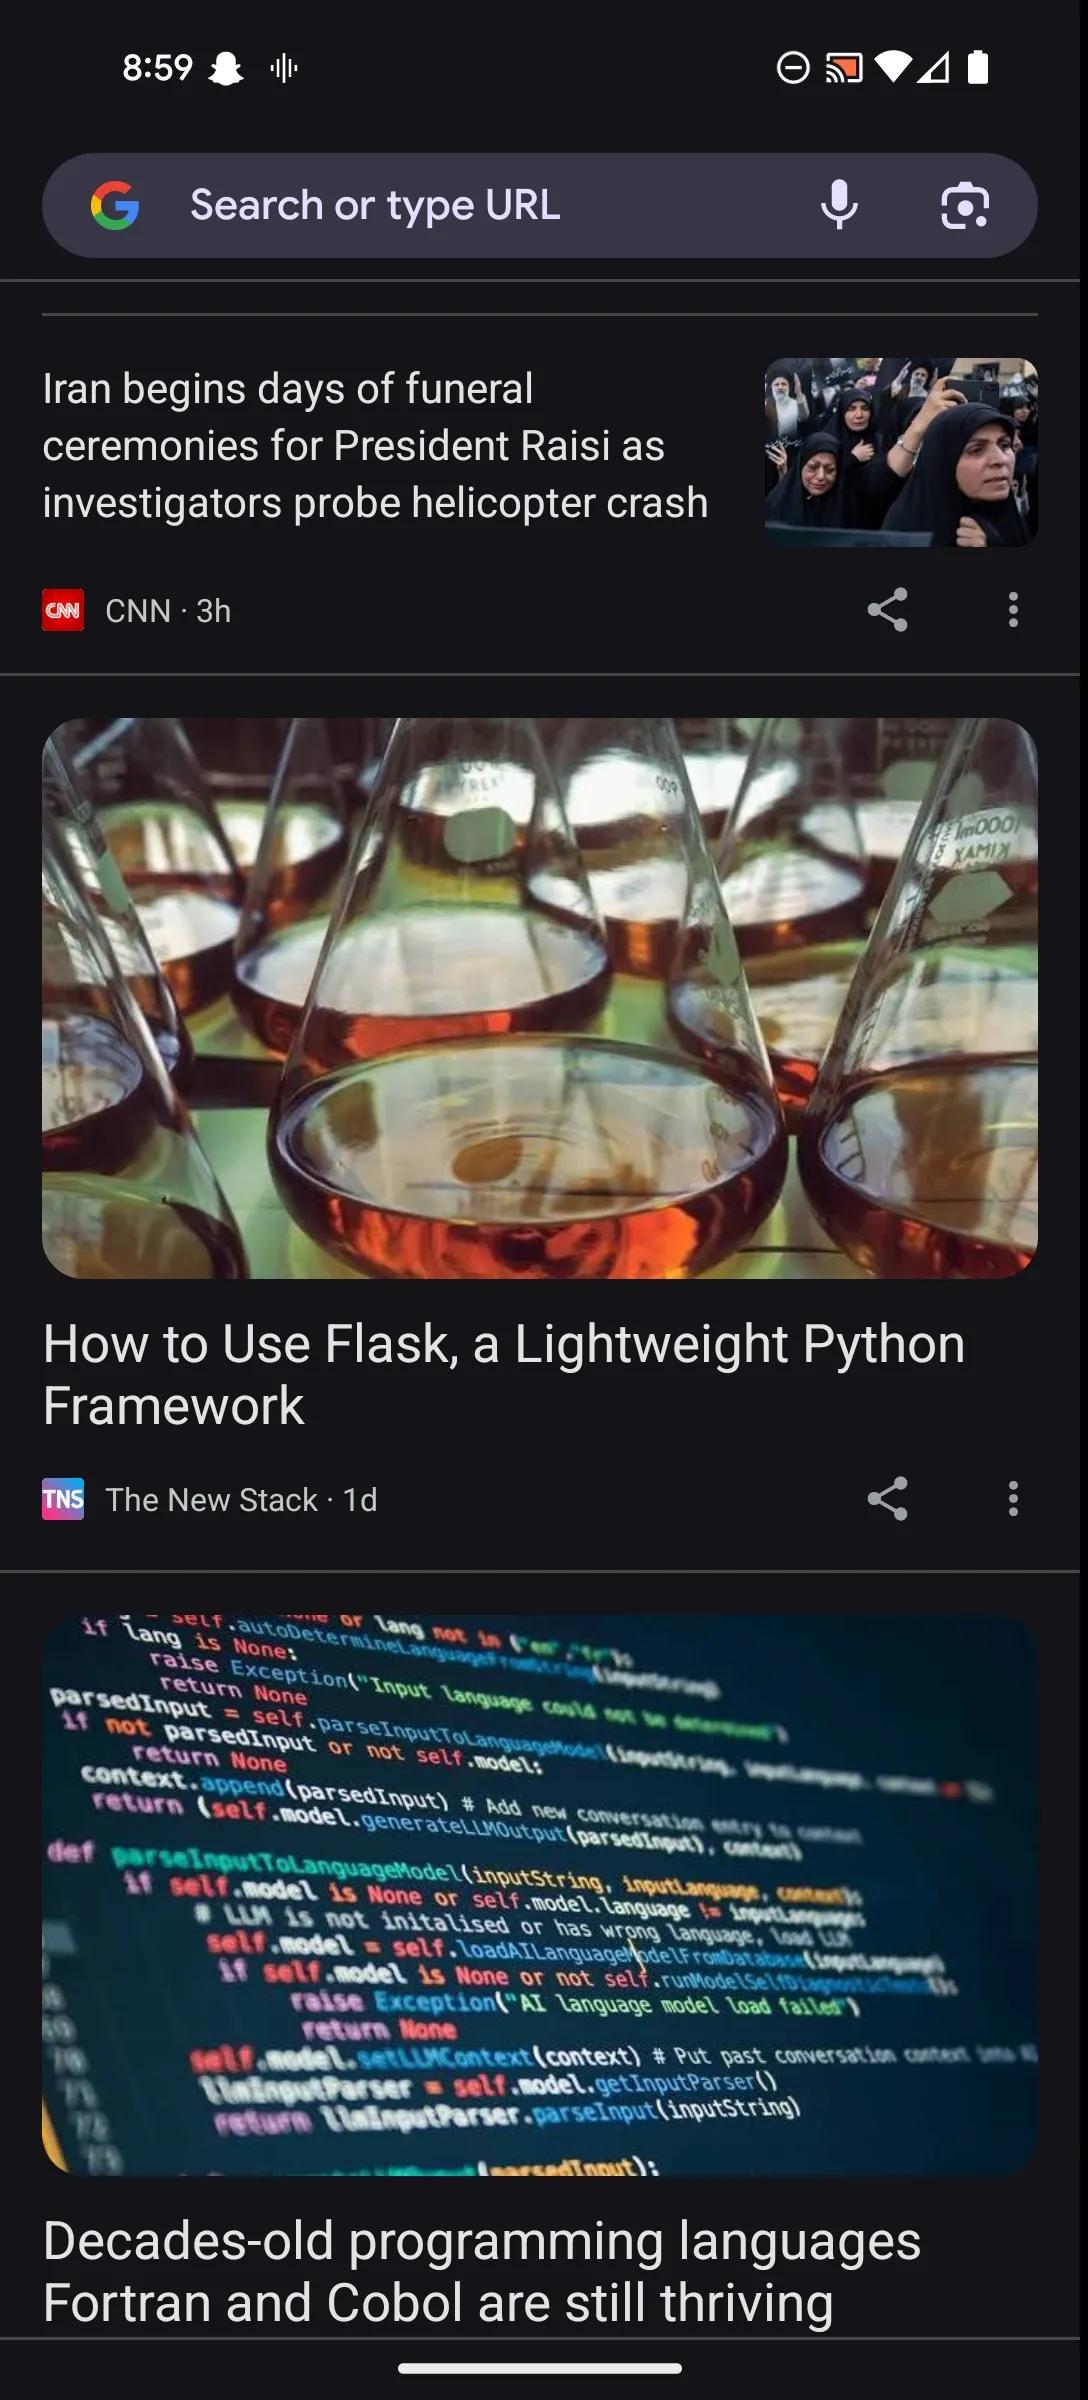 8:59
Search or type URL
Iran begins days of funeral
ceremonies for President Raisi as
investigators probe helicopter crash
CNN
CNN · 3h
How to Use Flask, a Lightweight Python
Framework
TNS
The New Stack · 1d
if lang is None:
raise Exception("Input language could not be determined")
return None
parsedInput = self.parseInputToLanguageModel(inputString,
if not parsedInput or not self.model:
return None
context.append(parsedInput) # Add new conversation entry to context
return (self.model.generateLLMOutput(parsedInput), context)
def parseInputToLanguageModel(inputString, inputLanguage, context):
if self.model is None or self.model.language != inputLanguage:
# LLM is not initalised or has wrong language, load LLM
self.model = self.loadAILanguageModelFromDatabase(inputLanguage)
if self.model is None or not self.
raise Exception("AI language model load failed")
return None
self.model.setLLMContext(context) # Put past conversation context into
llmInputParser = self.model.getInputParser()
return llmInputParser.parseInput(inputString)
(parsedInput):
Decades-old programming languages
Fortran and Cobol are still thriving